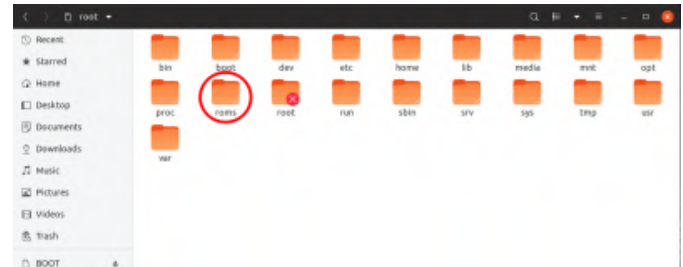 root
Recent
Starred
Home
Desktop
Documents
Downloads
Music
Pictures
Videos
Trash
BOOT
bin boot dev etc home lib media mnt opt
proc roms root run sbin srv sys tmp usr
var